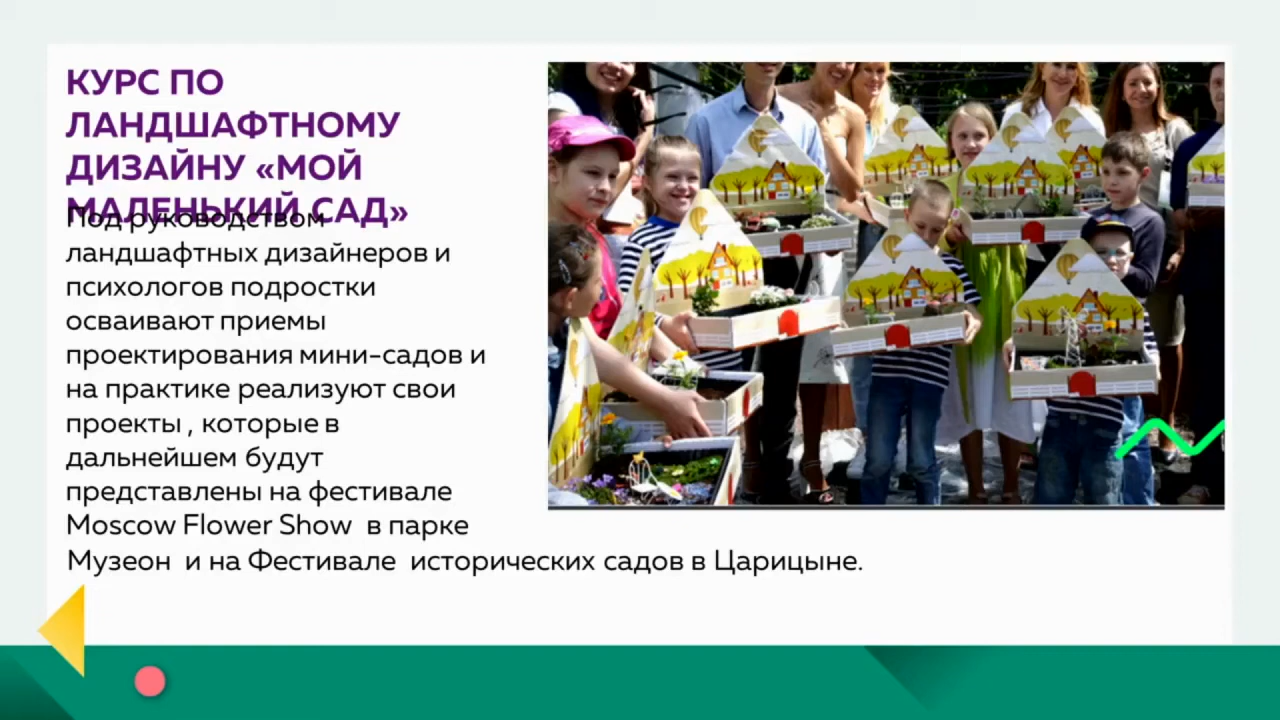 КУРС ПО
ЛАНДШАФТНОМУ
ДИЗАЙНУ «МОЙ
МАЛЕНЬКИЙ САД»
Под руководством
ландшафтных дизайнеров и
психологов подростки
осваивают приемы
проектирования мини-садов и
на практике реализуют свои
проекты , которые в
дальнейшем будут
представлены на фестивале
Moscow Flower Show в парке
Музеон и на Фестивале исторических садов в Царицыне.